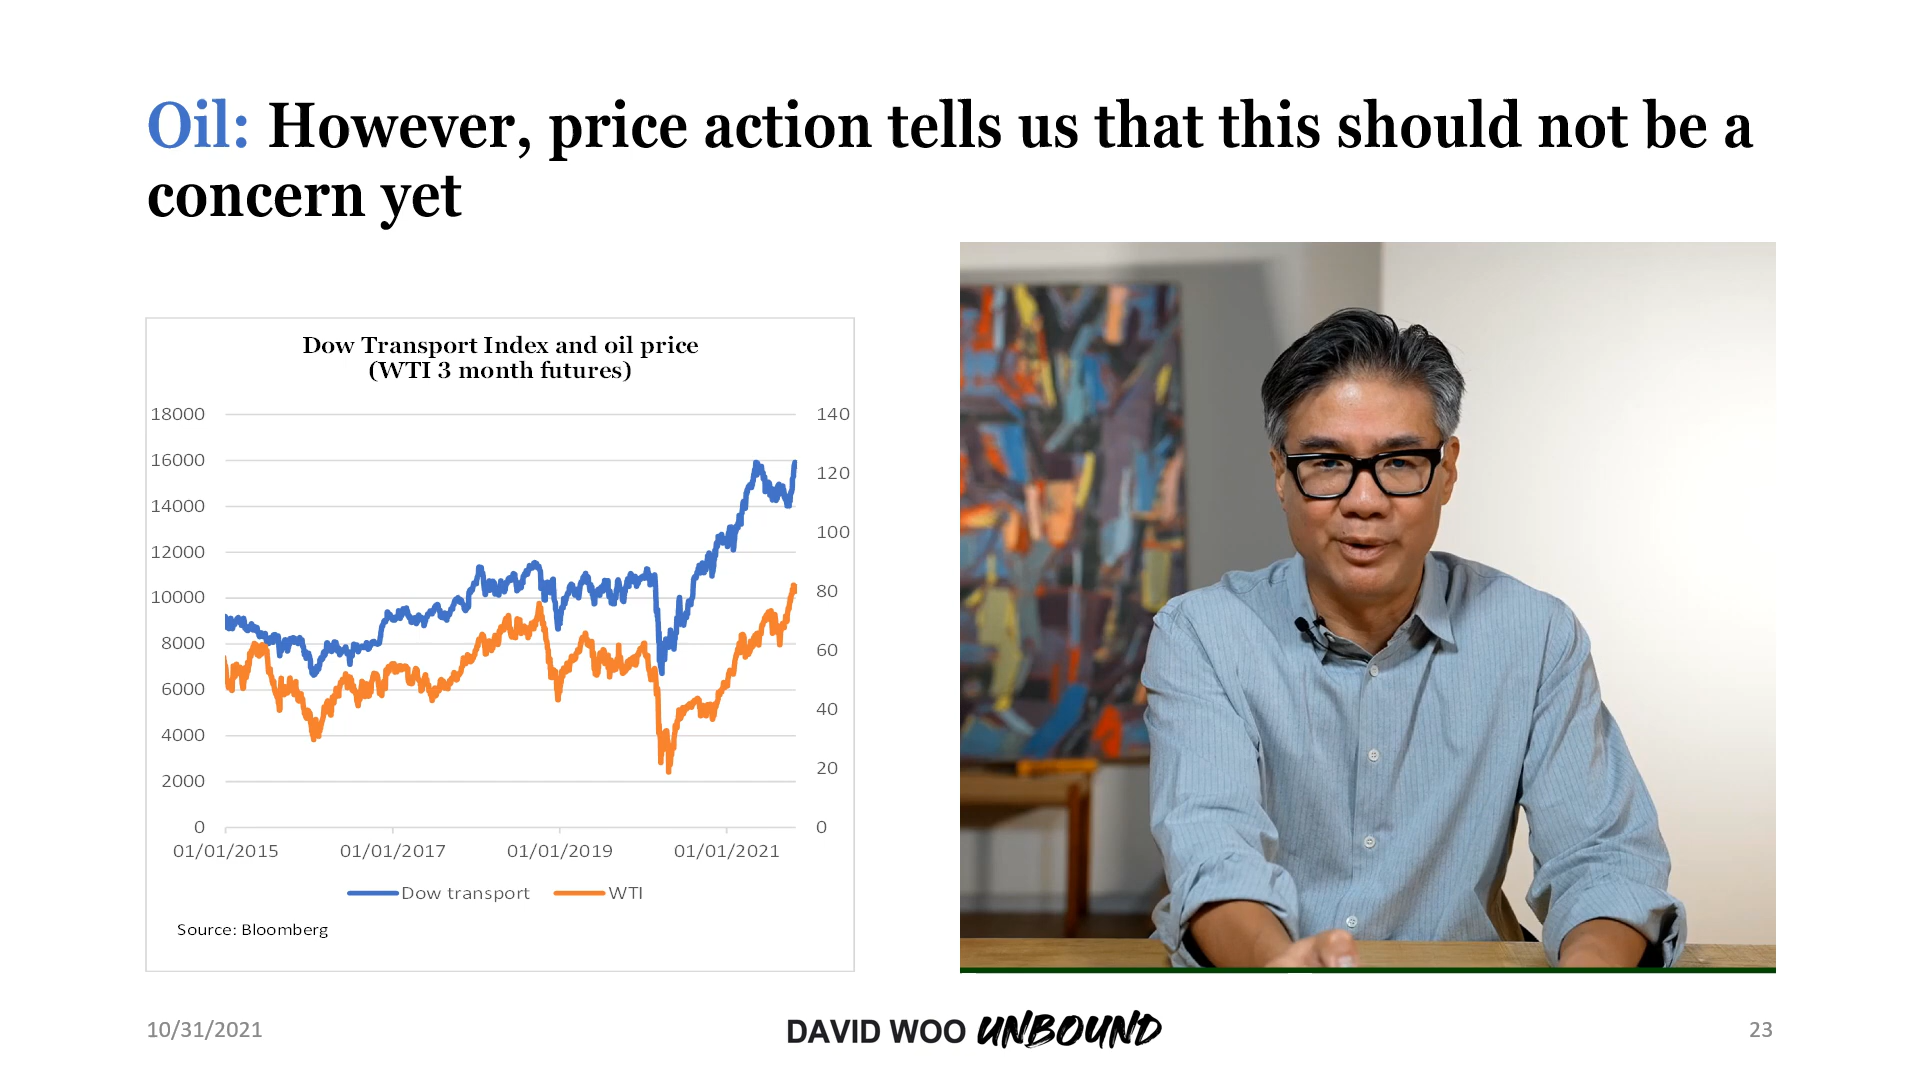 Oil: However, price action tells us that this should not be a
concern yet
Dow Transport Index and oil price
(WTI 3 month futures)
18000
16000
14000
12000
10000
8000
6000
4000
2000
0
140
120
100
80
60
40
20
0
01/01/2015 01/01/2017 01/01/2019 01/01/2021
Dow transport WTI
Source: Bloomberg
10/31/2021
DAVID WOO UNBOUND
23